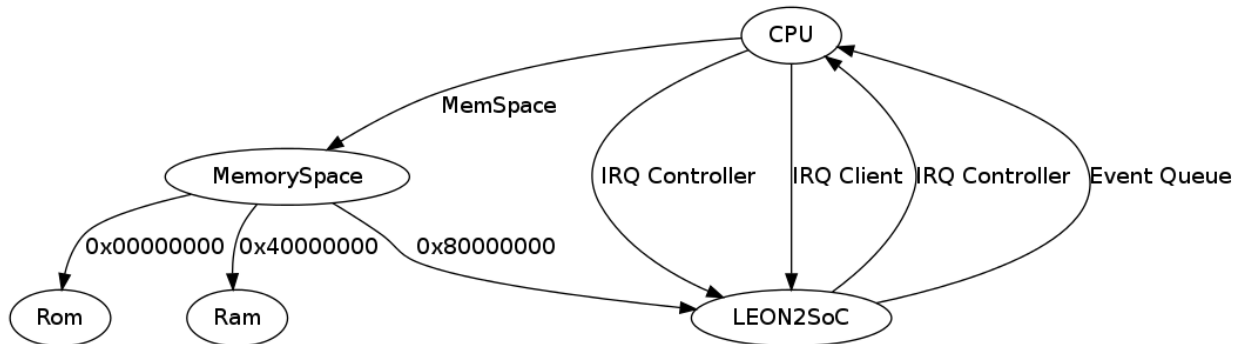 CPU
MemSpace
MemorySpace
IRQ Controller
IRQ Client
IRQ Controller
Event Queue
0x00000000
0x40000000
0x80000000
Rom
Ram
LEON2SoC